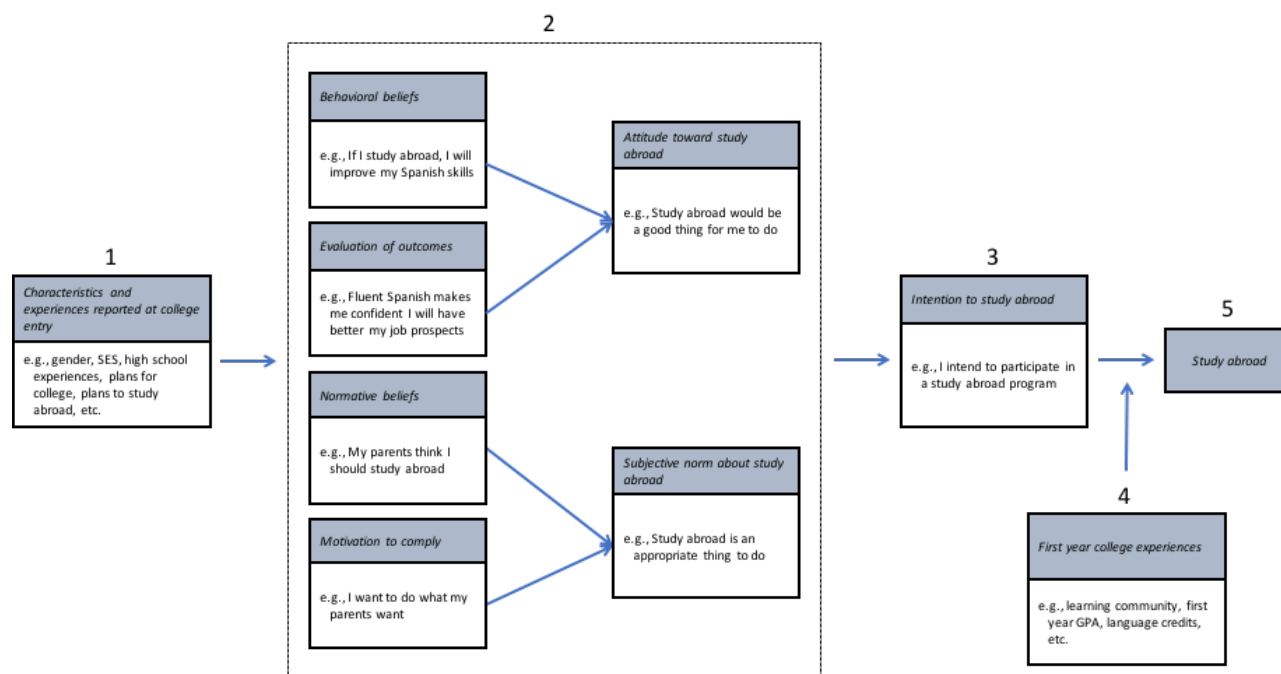 2
Behavioral beliefs
e.g., If I study abroad, I will
improve my Spanish skills
Attitude toward study
abroad
e.g., Study abroad would be
a good thing for me to do
Evaluation of outcomes
e.g., Fluent Spanish makes
me confident I will have
better my job prospects
1
Characteristics and
experiences reported at college
entry
e.g., gender, SES, high school
experiences, plans for
college, plans to study
abroad, etc.
Normative beliefs
e.g., My parents think I
should study abroad
Motivation to comply
e.g., I want to do what my
parents want
Subjective norm about study
abroad
e.g., Study abroad is an
appropriate thing to do
3
Intention to study abroad
e.g., I intend to participate in
a study abroad program
5
Study abroad
4
First year college experiences
e.g., learning community, first
year GPA, language credits,
etc.